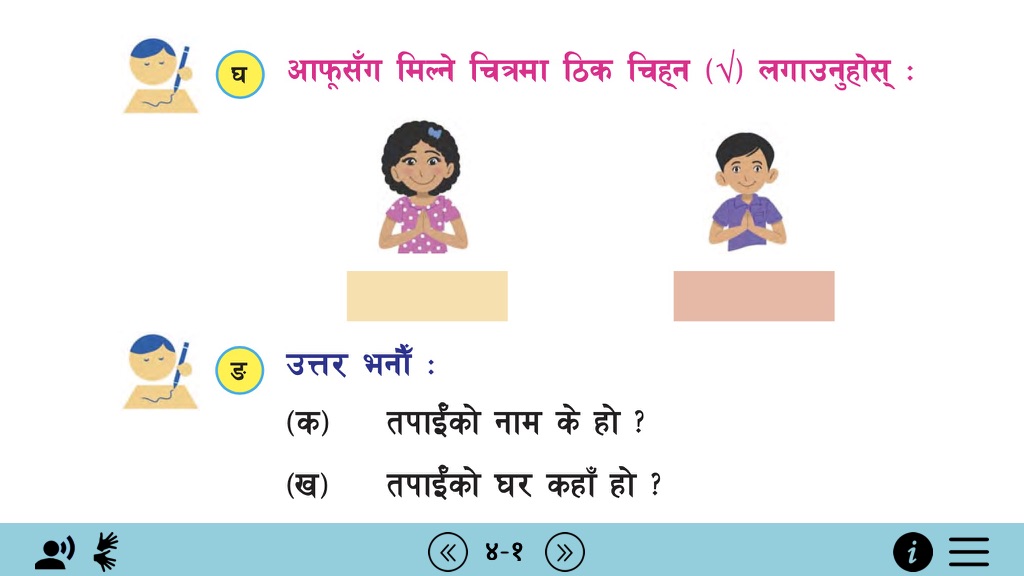 घ आफूसँग मिल्ने चित्रमा ठिक चिह्न (√) लगाउनुहोस् :
ङ उत्तर भनौँ :
(क) तपाईँको नाम के हो ?
(ख) तपाईँको घर कहाँ हो ?
४-१